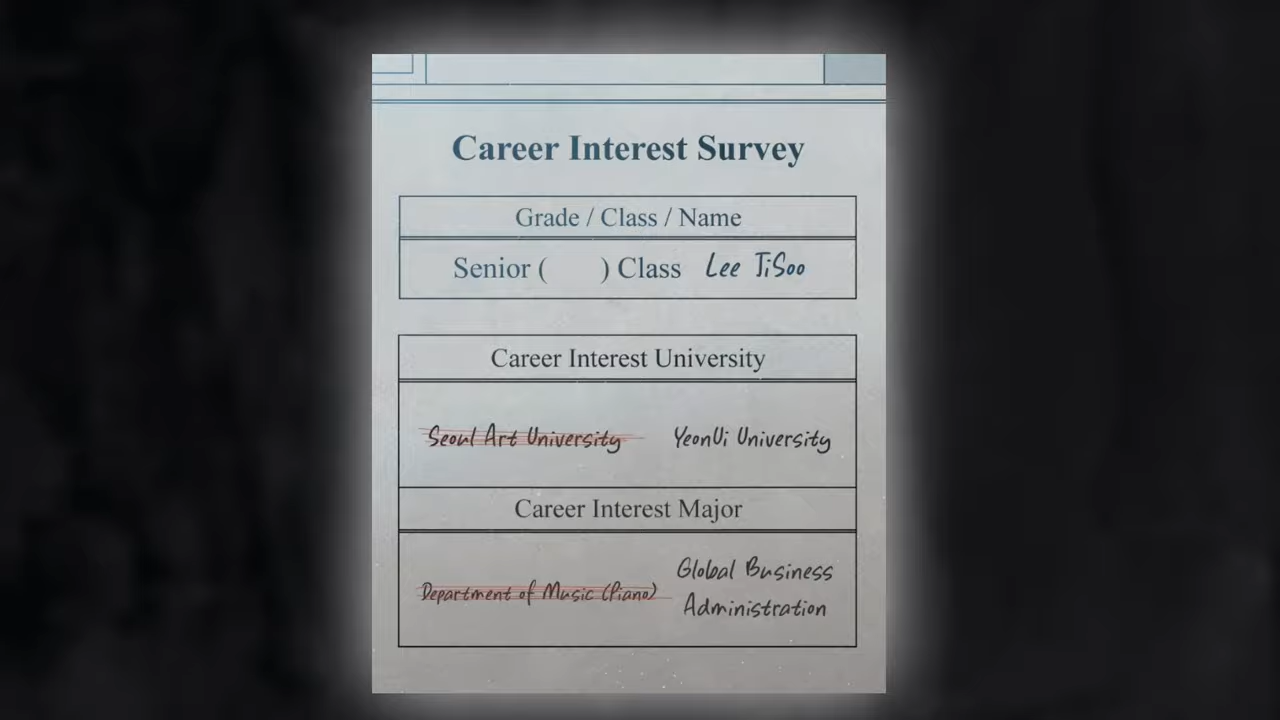 Career Interest Survey
Grade / Class / Name
Senior ( ) Class Lee JiSoo
Career Interest University
Seoul Art University YeonUi University
Career Interest Major
Department of Music (Piano) Global Business
Administration